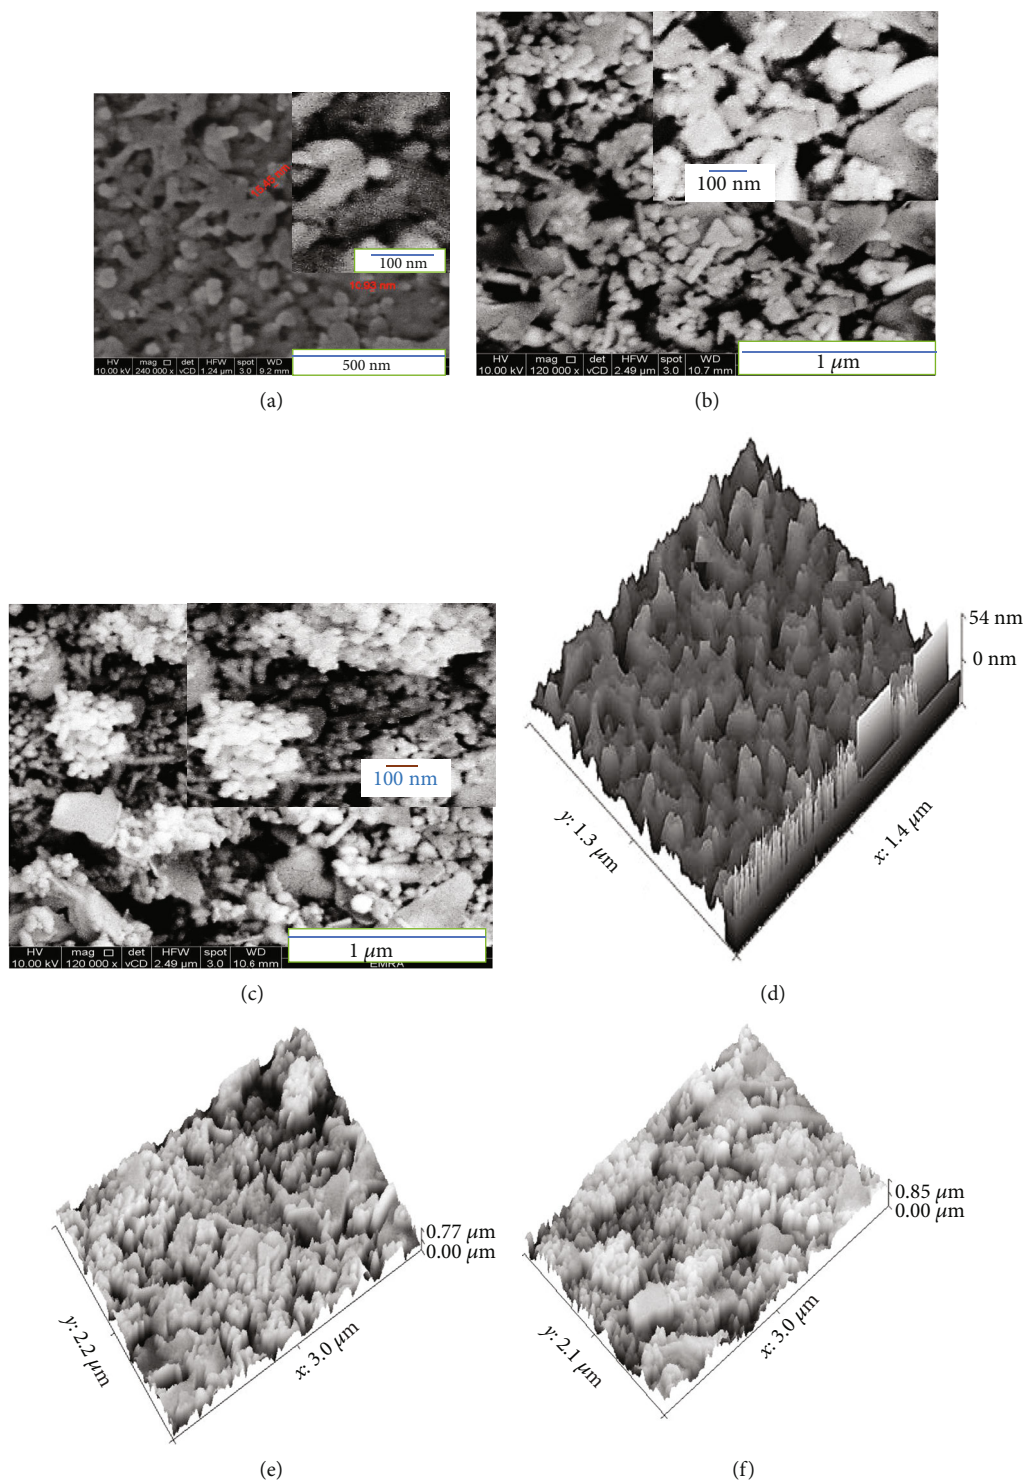 100 nm
10.93 nm
HV mag det HFW spot WD
10.00 kV 240 000 x vCD 1.24 µm 3.0 9.2 mm
500 nm
(a)
100 nm
HV mag det HFW spot WD
10.00 kV 120 000 x vCD 2.49 µm 3.0 10.7 mm
1 µm
(b)
100 nm
HV mag det HFW spot WD
10.00 kV 120 000 x vCD 2.49 µm 3.0 10.6 mm
1 µm
EMRA
(c)
54 nm
0 nm
y: 1.3 µm
x: 1.4 µm
(d)
0.77 µm
0.00 µm
y: 2.2 µm
x: 3.0 µm
(e)
0.85 µm
0.00 µm
y: 2.1 µm
x: 3.0 µm
(f)